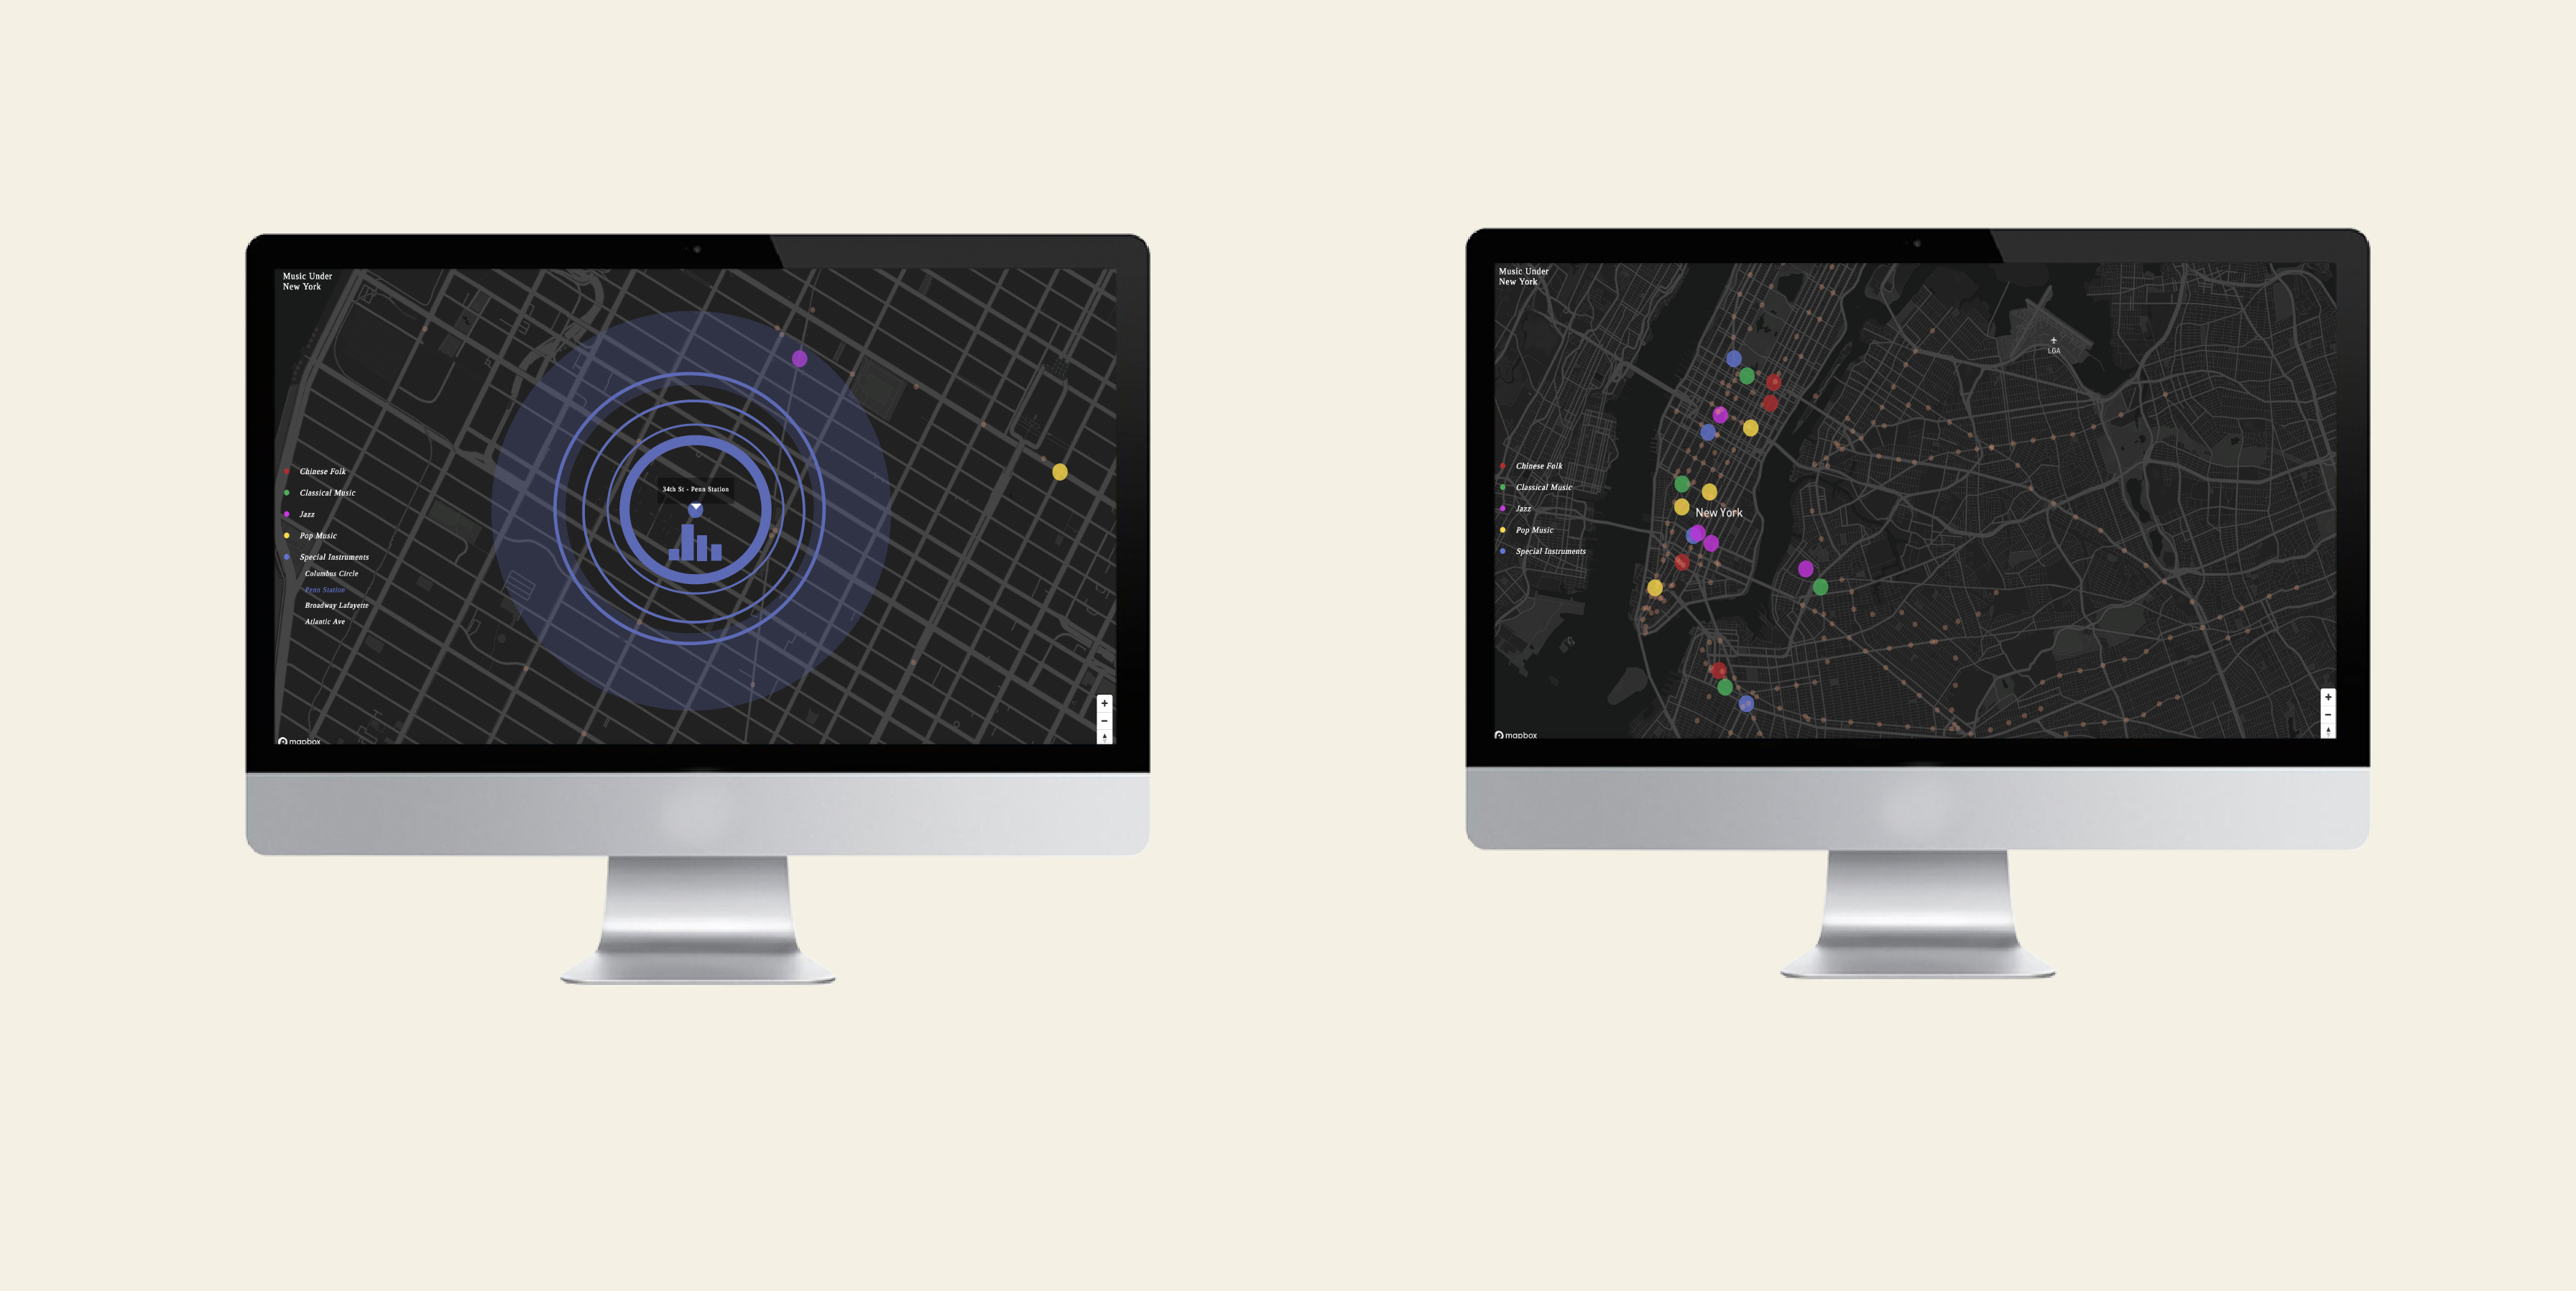 Music Under
New York
34th St - Penn Station
Chinese Folk
Classical Music
Jazz
Pop Music
Special Instruments
Columbus Circle
Penn Station
Broadway Lafayette
Atlantic Ave
+
−
mapbox
Music Under
New York
LGA
Chinese Folk
Classical Music
Jazz
Pop Music
Special Instruments
New York
+
−
mapbox